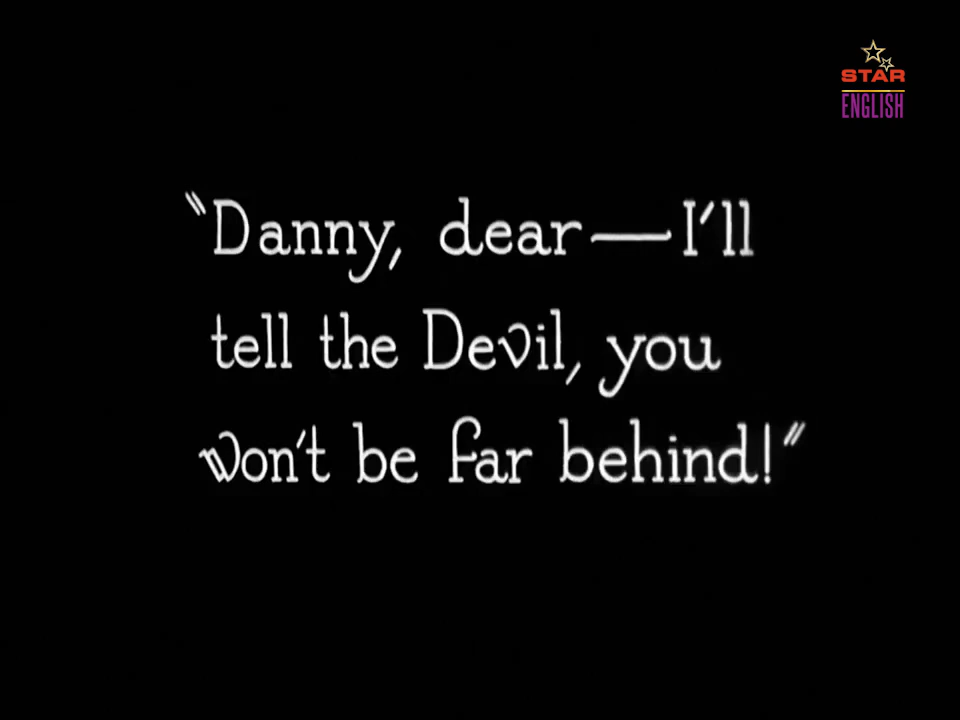 STAR
ENGLISH
"Danny, dear—I'll
tell the Devil, you
won't be far behind!"